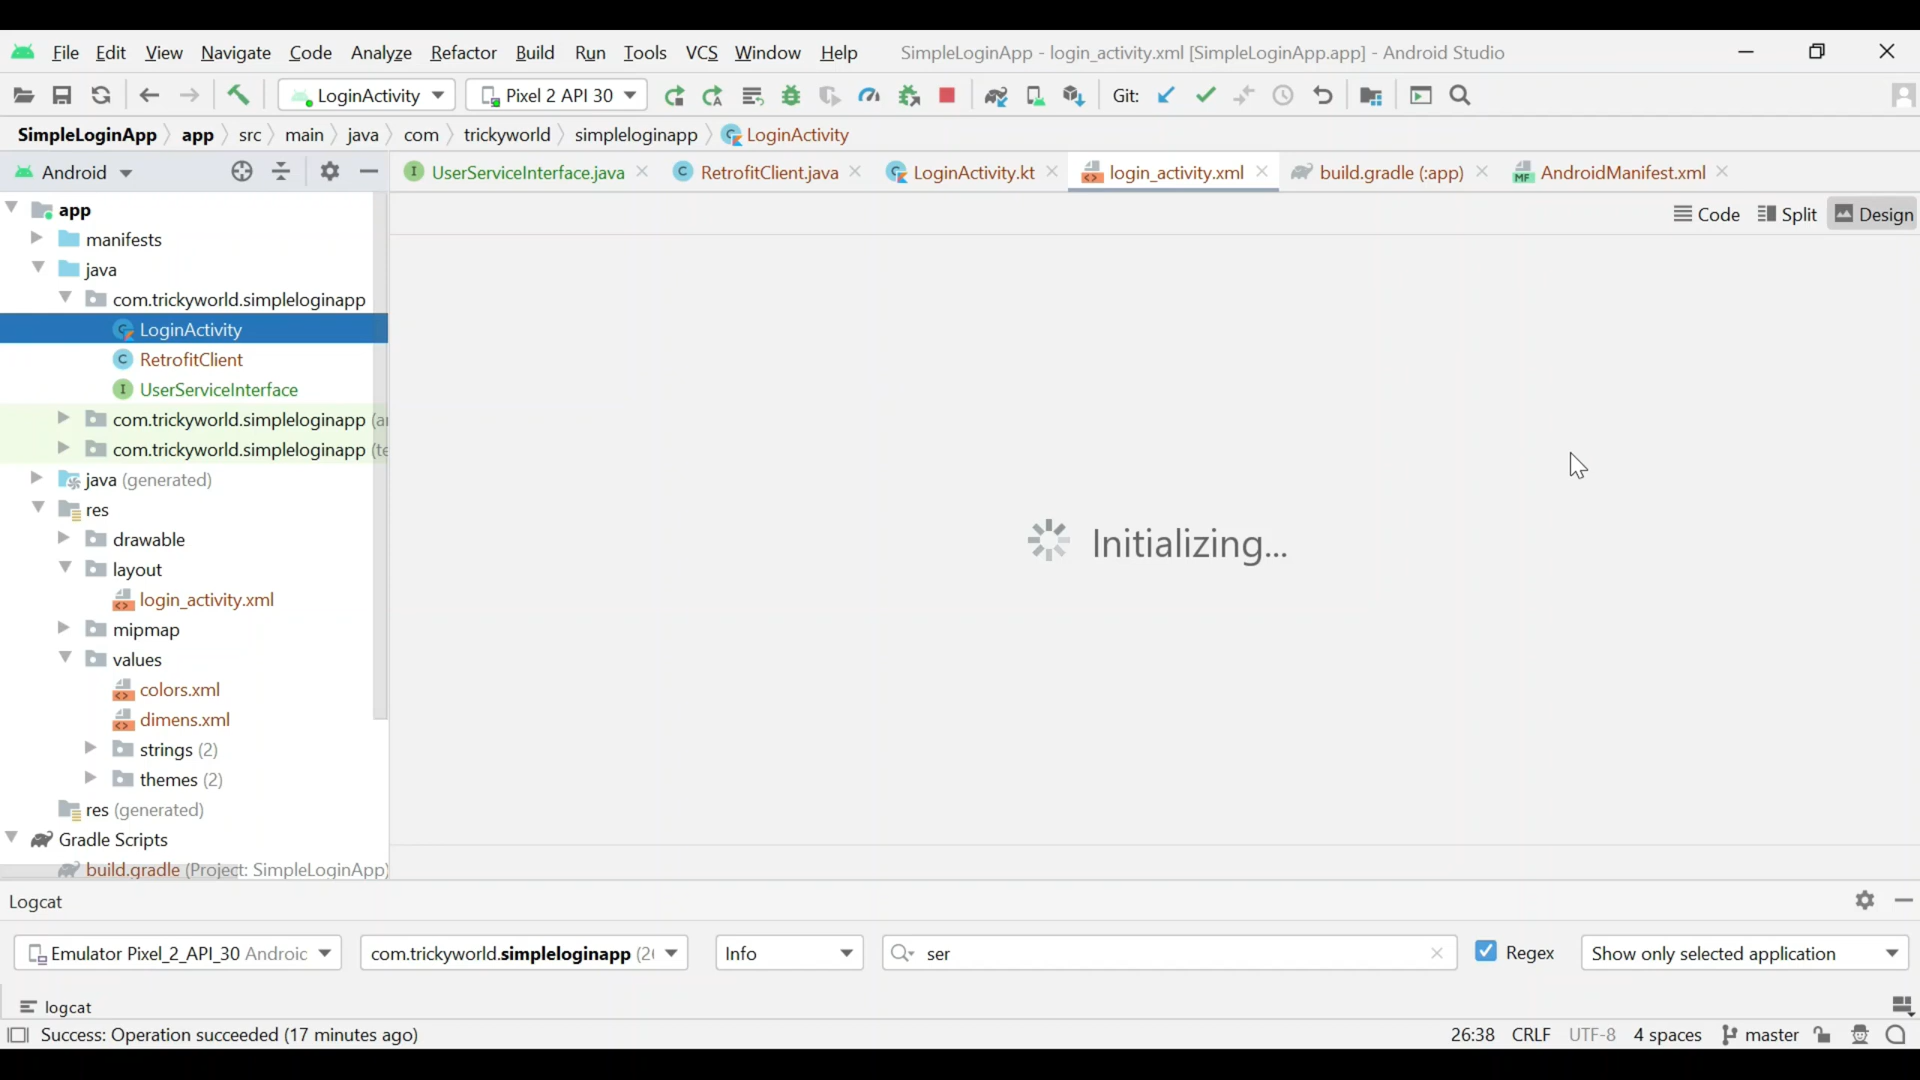 File Edit View Navigate Code Analyze Refactor Build Run Tools VCS Window Help SimpleLoginApp - login_activity.xml [SimpleLoginApp.app] - Android Studio
LoginActivity Pixel 2 API 30 Git:
SimpleLoginApp app src main java com trickyworld simpleloginapp LoginActivity
Android UserServiceInterface.java RetrofitClient.java LoginActivity.kt login_activity.xml build.gradle (:app) AndroidManifest.xml
Code Split Design
app
manifests
java
com.trickyworld.simpleloginapp
LoginActivity
RetrofitClient
UserServiceInterface
com.trickyworld.simpleloginapp
com.trickyworld.simpleloginapp
java (generated)
res
drawable
layout
login_activity.xml
mipmap
values
colors.xml
dimens.xml
strings (2)
themes (2)
res (generated)
Gradle Scripts
build.gradle (Project: SimpleLoginApp)
Initializing...
Logcat
Emulator Pixel_2_API_30 com.trickyworld.simpleloginapp Info ser Regex Show only selected application
logcat
Success: Operation succeeded (17 minutes ago) 26:38 CRLF UTF-8 4 spaces master